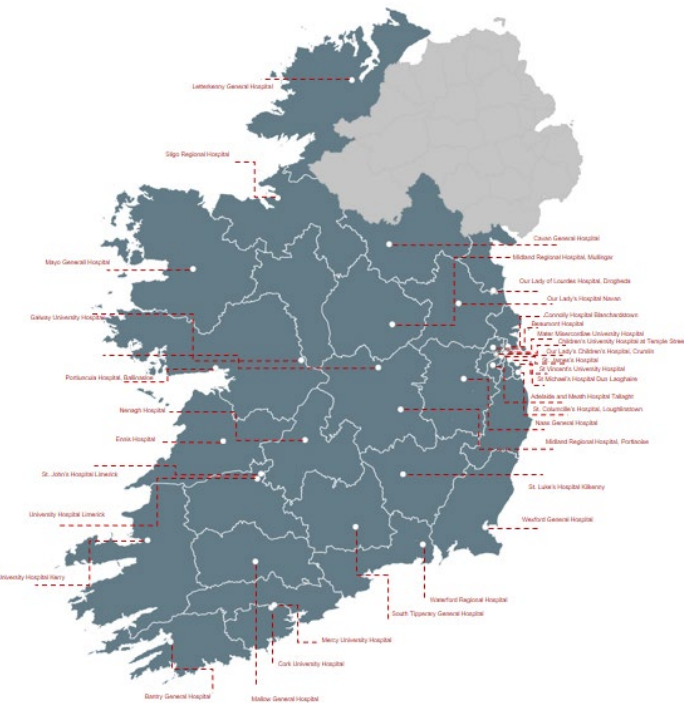 Letterkenny General Hospital
Sligo Regional Hospital
Cavan General Hospital
Midland Regional Hospital, Mullingar
Mayo General Hospital
Our Lady of Lourdes Hospital, Drogheda
Our Lady's Hospital Navan
Galway University Hospital
Connolly Hospital Blanchardstown
Beaumont Hospital
Mater Misericordiae University Hospital
Children's University Hospital at Temple Street
Our Lady's Children's Hospital, Crumlin
St. James's Hospital
St Vincent's University Hospital
Portiuncula Hospital, Ballinasloe
St Michael's Hospital Dun Laoghaire
Adelaide and Meath Hospital Tallaght
Nenagh Hospital
St. Columcille's Hospital, Loughlinstown
Naas General Hospital
Ennis Hospital
Midland Regional Hospital, Portlaoise
St. John's Hospital Limerick
St. Luke's Hospital Kilkenny
University Hospital Limerick
Wexford General Hospital
University Hospital Kerry
Waterford Regional Hospital
South Tipperary General Hospital
Mercy University Hospital
Cork University Hospital
Bantry General Hospital
Mallow General Hospital